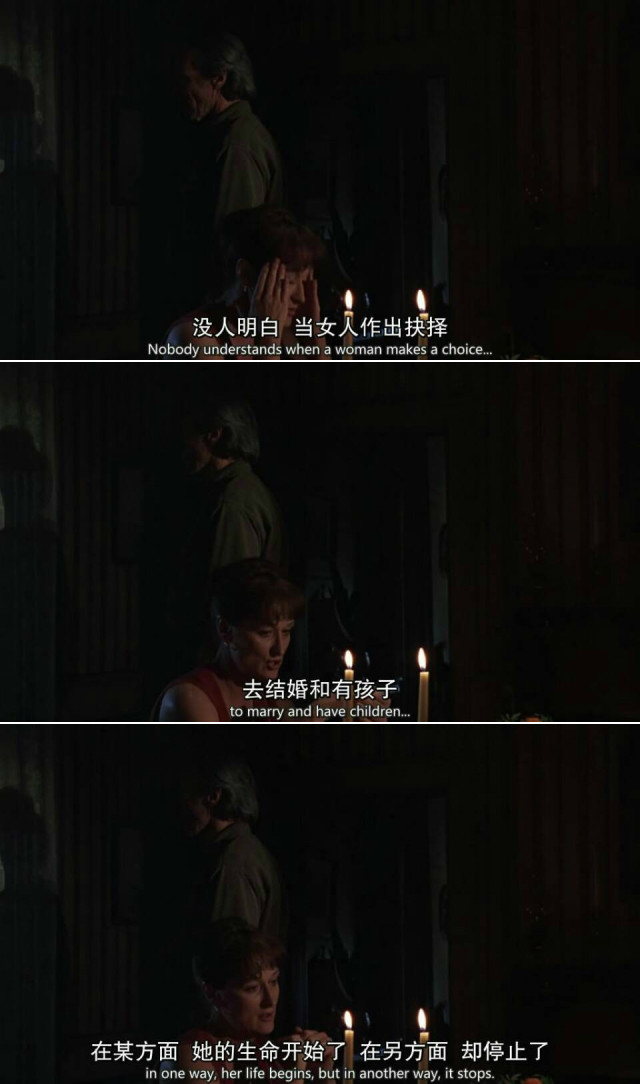 没人明白 当女人作出抉择
Nobody understands when a woman makes a choice...
去结婚和有孩子
to marry and have children...
在某方面 她的生命开始了 在另方面 却停止了
in one way, her life begins, but in another way, it stops.